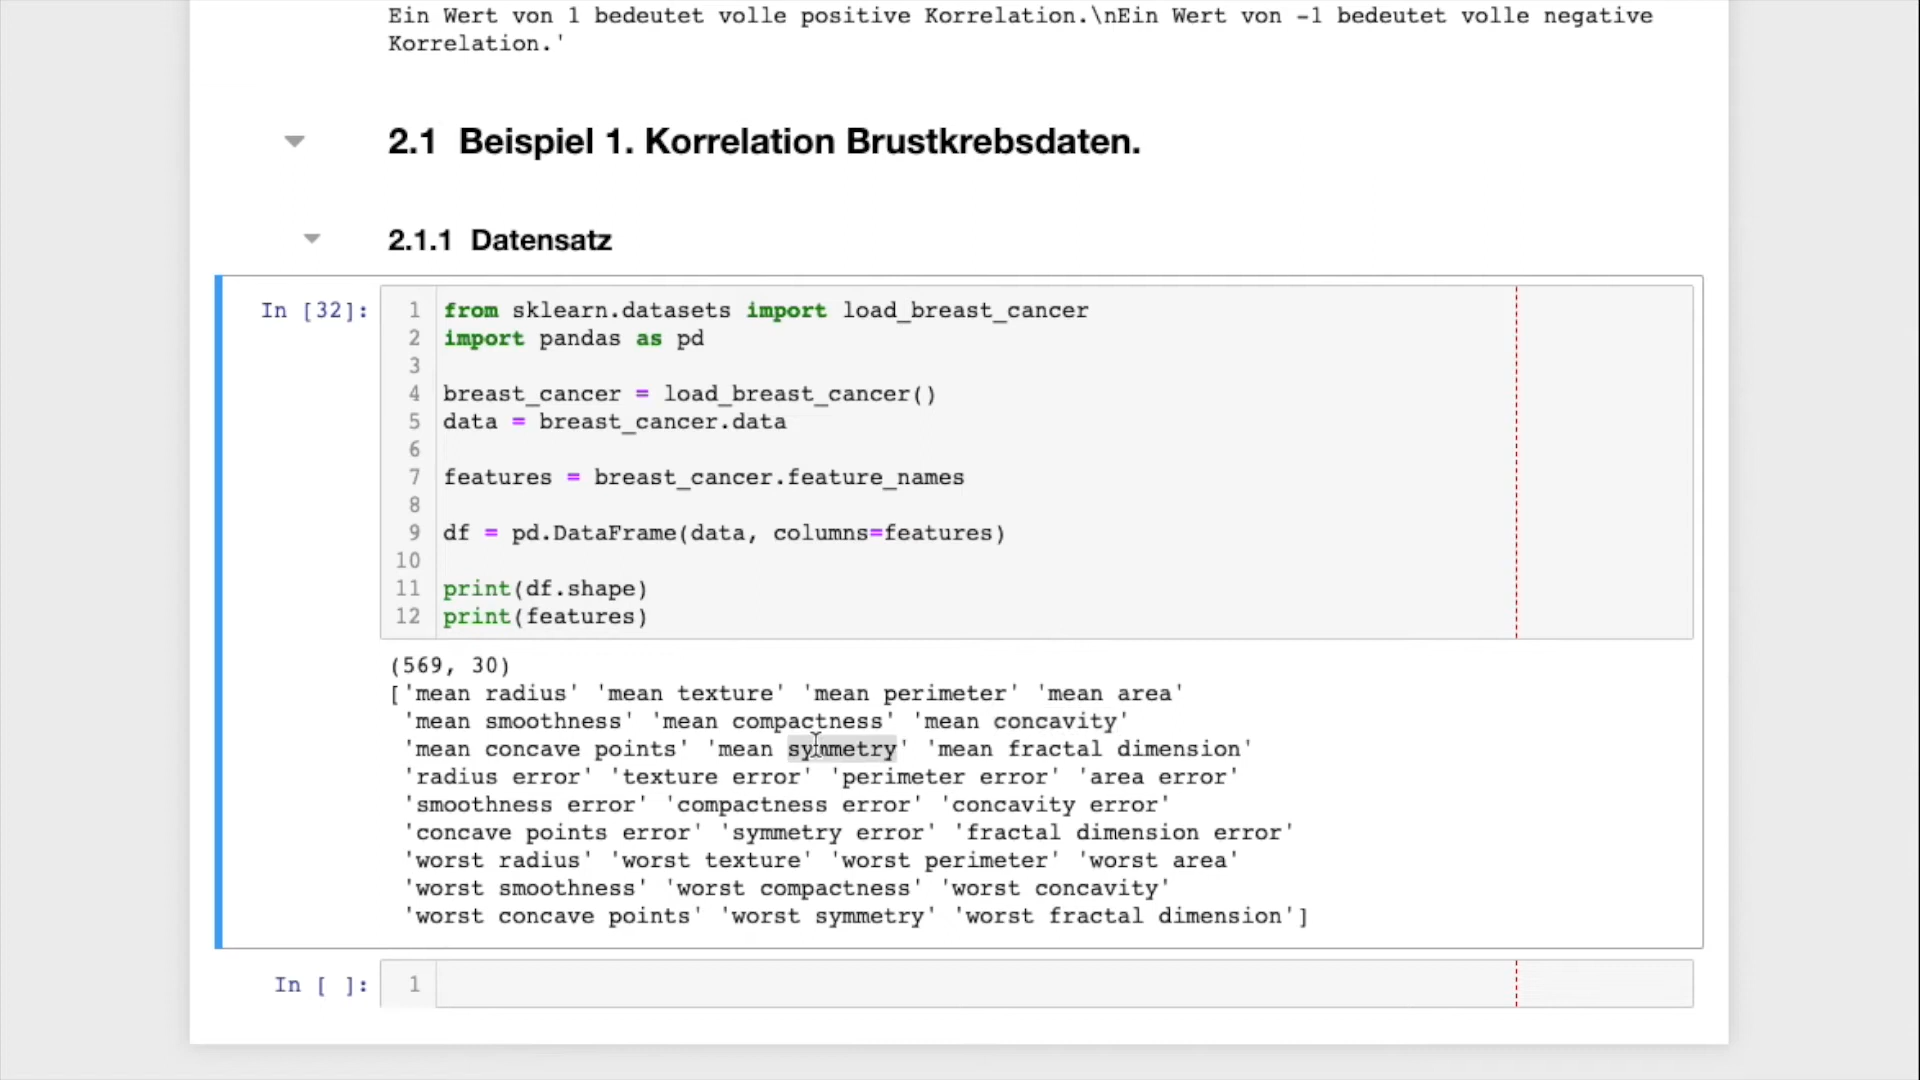 Ein Wert von 1 bedeutet volle positive Korrelation.\nEin Wert von -1 bedeutet volle negative
Korrelation.'
2.1 Beispiel 1. Korrelation Brustkrebsdaten.
2.1.1 Datensatz
In [32]:
1 from sklearn.datasets import load_breast_cancer
2 import pandas as pd
3
4 breast_cancer = load_breast_cancer()
5 data = breast_cancer.data
6
7 features = breast_cancer.feature_names
8
9 df = pd.DataFrame(data, columns=features)
10
11 print(df.shape)
12 print(features)
(569, 30)
['mean radius' 'mean texture' 'mean perimeter' 'mean area'
'mean smoothness' 'mean compactness' 'mean concavity'
'mean concave points' 'mean symmetry' 'mean fractal dimension'
'radius error' 'texture error' 'perimeter error' 'area error'
'smoothness error' 'compactness error' 'concavity error'
'concave points error' 'symmetry error' 'fractal dimension error'
'worst radius' 'worst texture' 'worst perimeter' 'worst area'
'worst smoothness' 'worst compactness' 'worst concavity'
'worst concave points' 'worst symmetry' 'worst fractal dimension']
In [ ]:
1